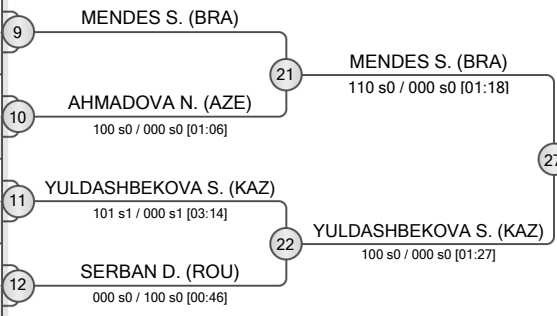 MENDES S. (BRA)
9
21
MENDES S. (BRA)
110 s0 / 000 s0 [01:18]
AHMADOVA N. (AZE)
10
100 s0 / 000 s0 [01:06]
27
YULDASHBEKOVA S. (KAZ)
11
101 s1 / 000 s1 [03:14]
22
YULDASHBEKOVA S. (KAZ)
100 s0 / 000 s0 [01:27]
SERBAN D. (ROU)
12
000 s0 / 100 s0 [00:46]